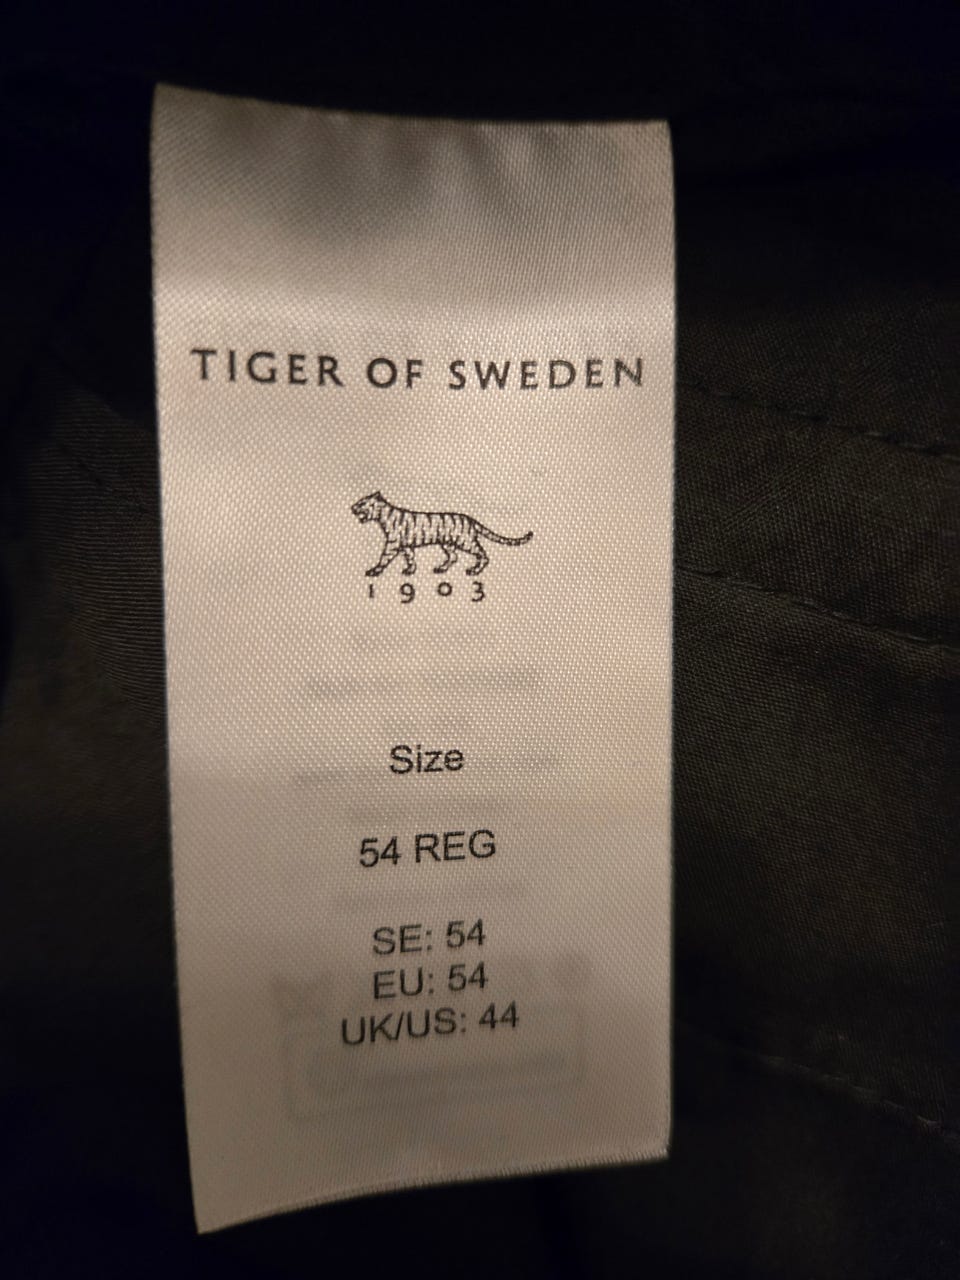 TIGER OF SWEDEN
1903
Size
54 REG
SE: 54
EU: 54
UK/US: 44